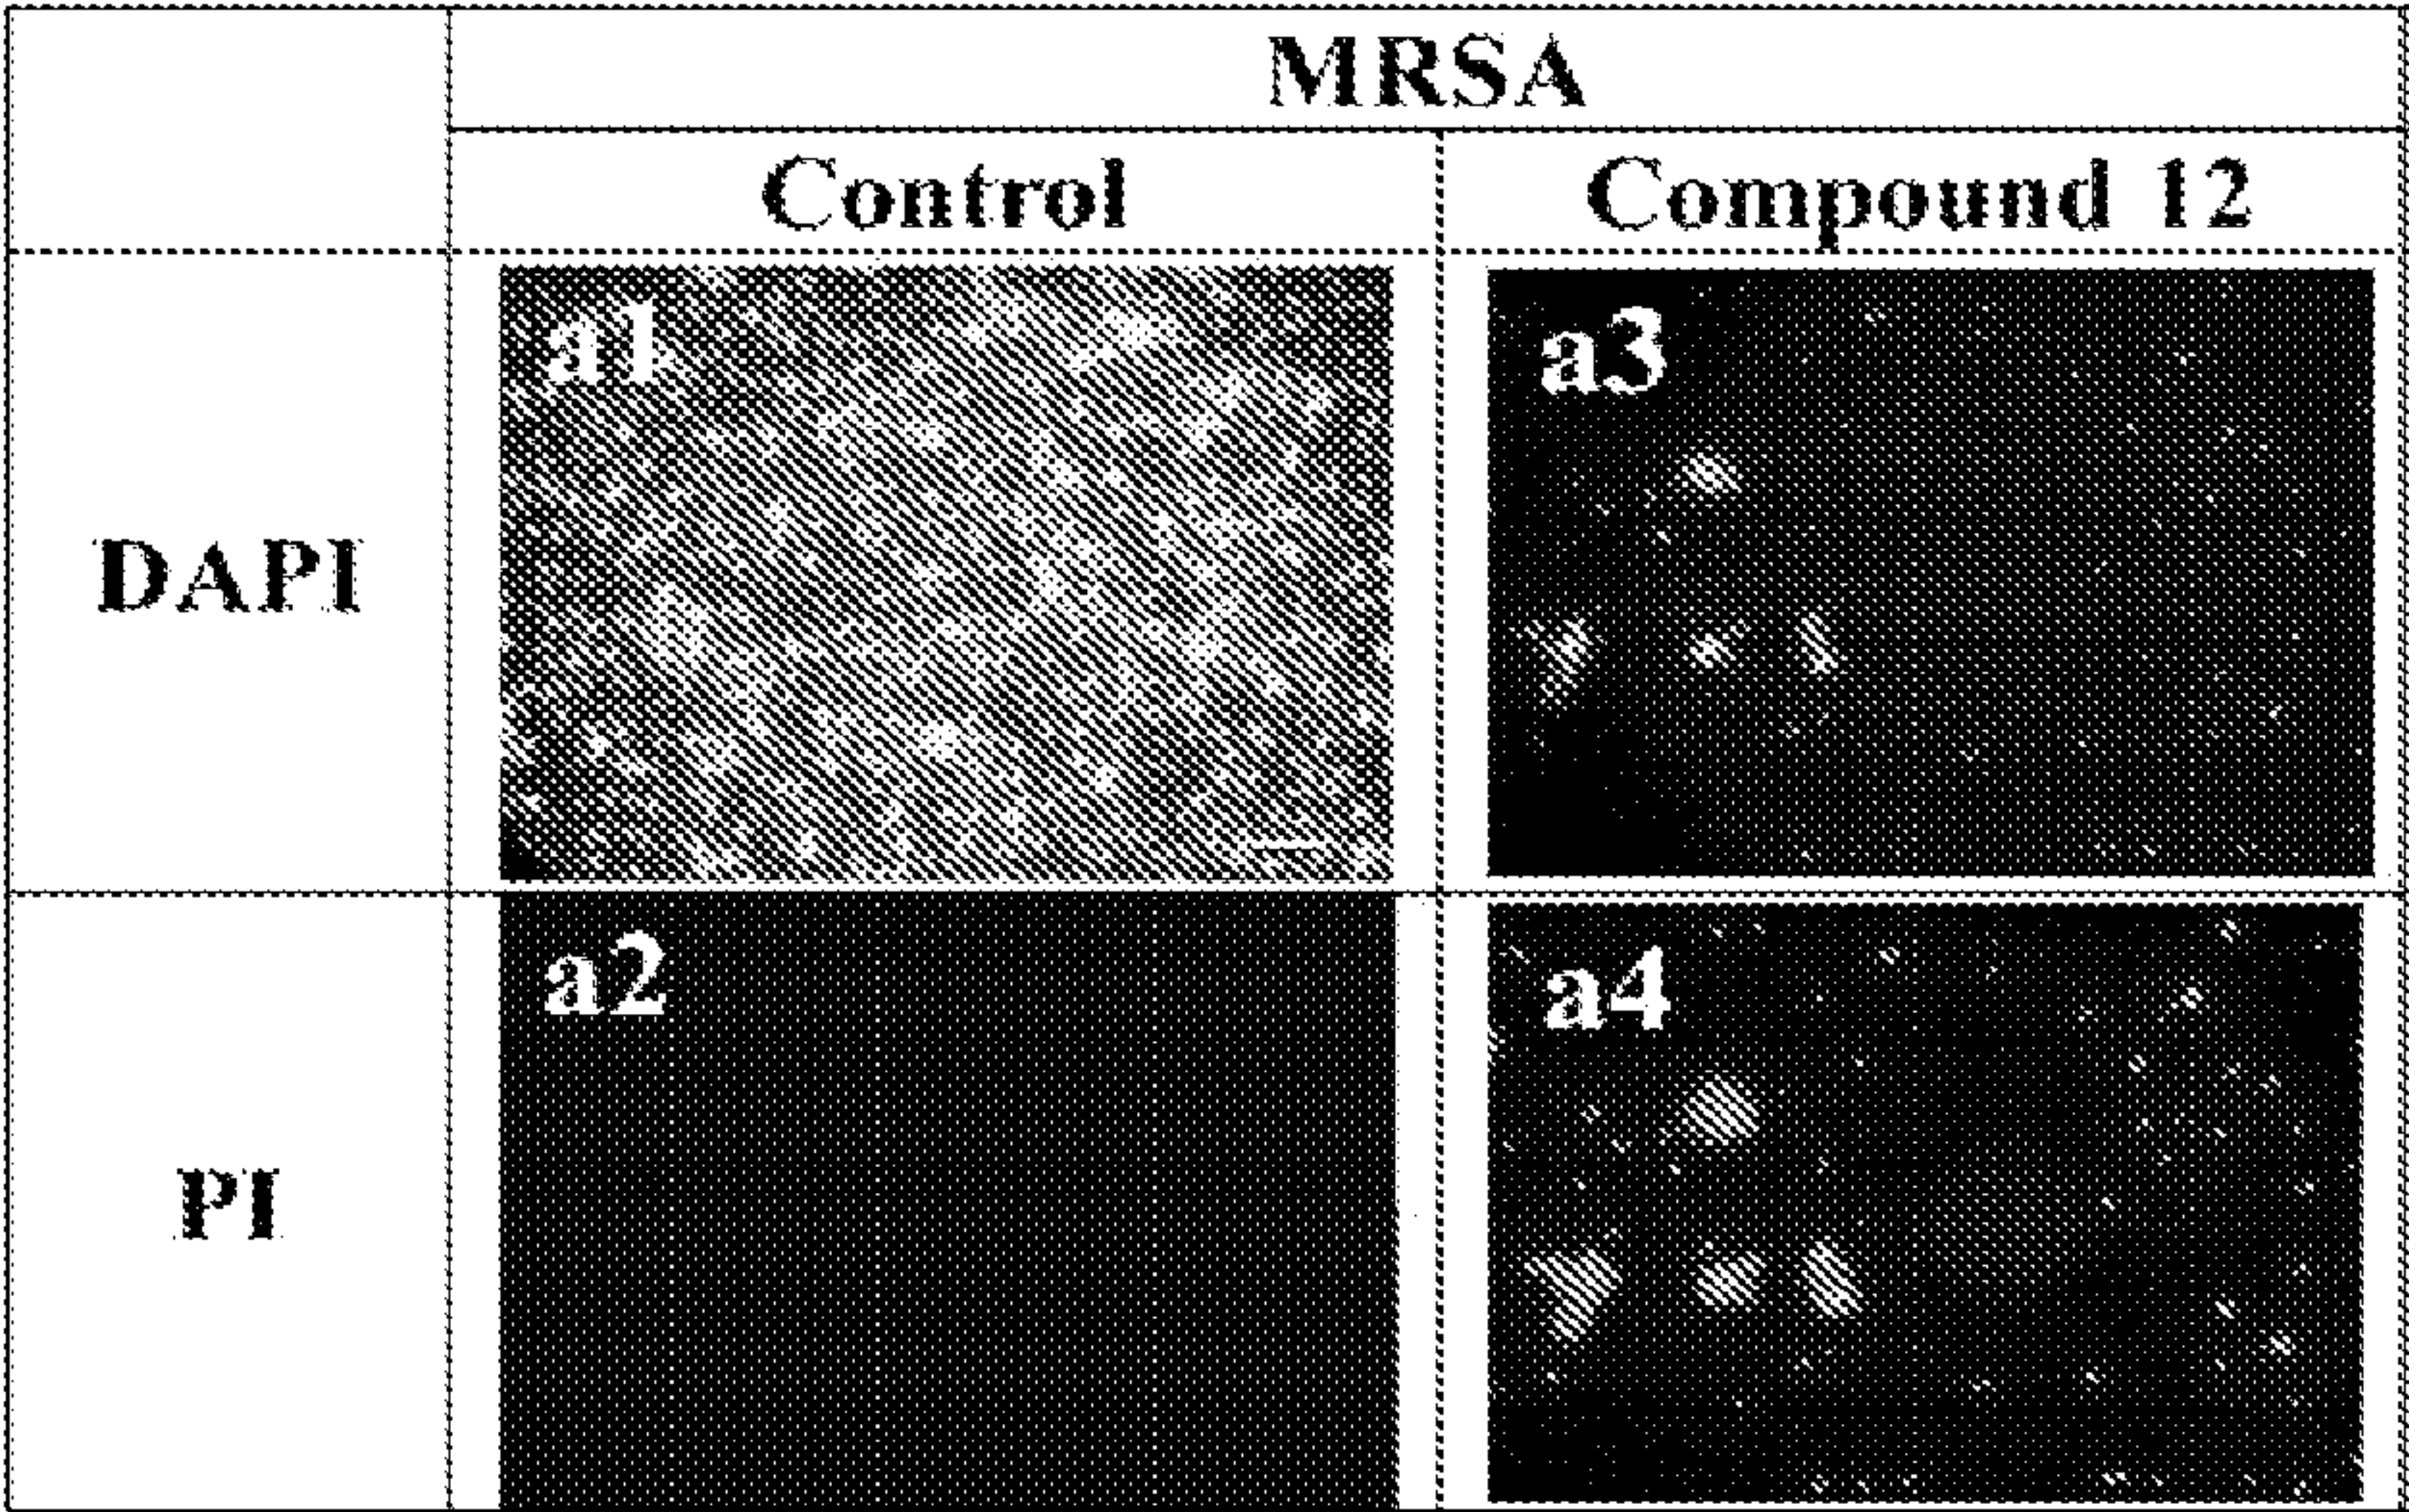 MRSA
Control Compound 12
DAPI
a1 a3
PI
a2 a4